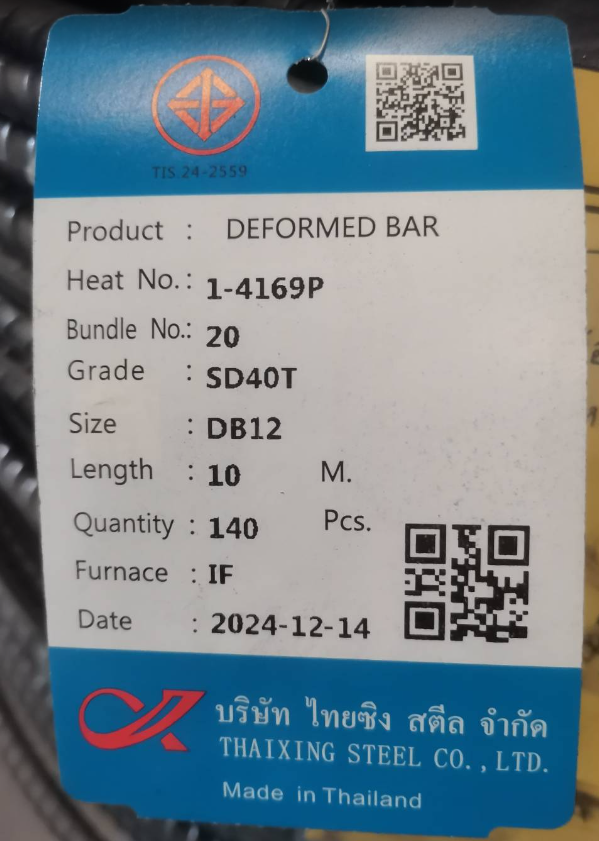 TIS 24-2559
Product : DEFORMED BAR
Heat No.: 1-4169P
Bundle No.: 20
Grade : SD40T
Size : DB12
Length : 10 M.
Quantity : 140 Pcs.
Furnace : IF
Date : 2024-12-14
บริษัท ไทยซิง สตีล จำกัด
THAIXING STEEL CO.,LTD.
Made in Thailand